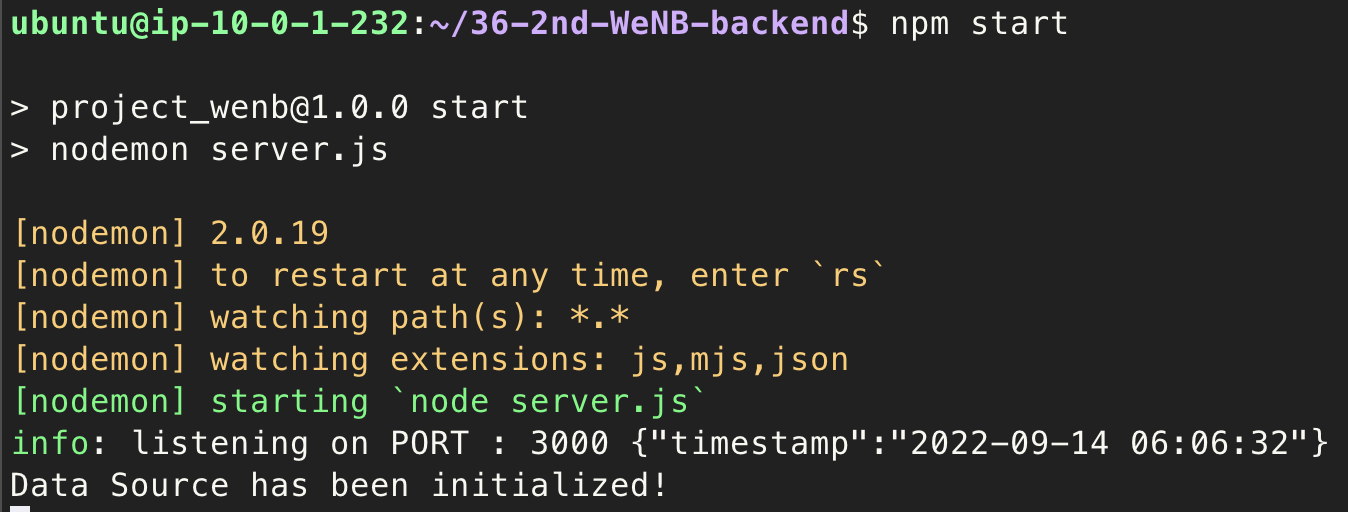 ubuntu@ip-10-0-1-232:~/36-2nd-WeNB-backend$ npm start
> project_wenb@1.0.0 start
> nodemon server.js
[nodemon] 2.0.19
[nodemon] to restart at any time, enter `rs`
[nodemon] watching path(s): *.*
[nodemon] watching extensions: js,mjs,json
[nodemon] starting `node server.js`
info: listening on PORT : 3000 {"timestamp":"2022-09-14 06:06:32"}
Data Source has been initialized!